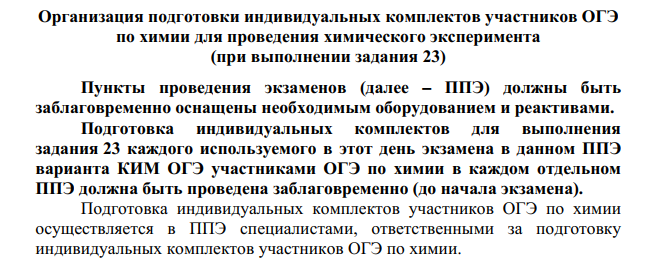 Организация подготовки индивидуальных комплектов участников ОГЭ
по химии для проведения химического эксперимента
(при выполнении задания 23)
Пункты проведения экзаменов (далее – ППЭ) должны быть
заблаговременно оснащены необходимым оборудованием и реактивами.
Подготовка индивидуальных комплектов для выполнения
задания 23 каждого используемого в этот день экзамена в данном ППЭ
варианта КИМ ОГЭ участниками ОГЭ по химии в каждом отдельном
ППЭ должна быть проведена заблаговременно (до начала экзамена).
Подготовка индивидуальных комплектов участников ОГЭ по химии
осуществляется в ППЭ специалистами, ответственными за подготовку
индивидуальных комплектов участников ОГЭ по химии.